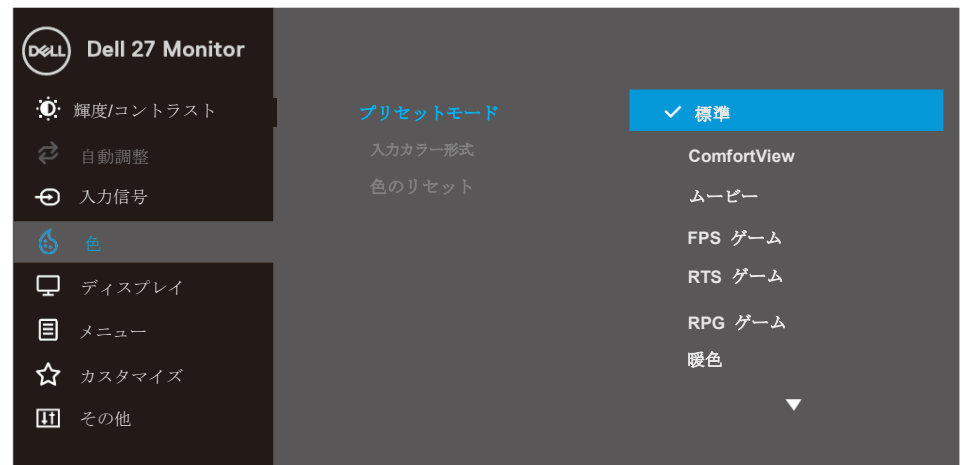 DELL Dell 27 Monitor
輝度/コントラスト
自動調整
入力信号
色
ディスプレイ
メニュー
カスタマイズ
その他
プリセットモード
入力カラー形式
色のリセット
標準
ComfortView
ムービー
FPS ゲーム
RTS ゲーム
RPG ゲーム
暖色